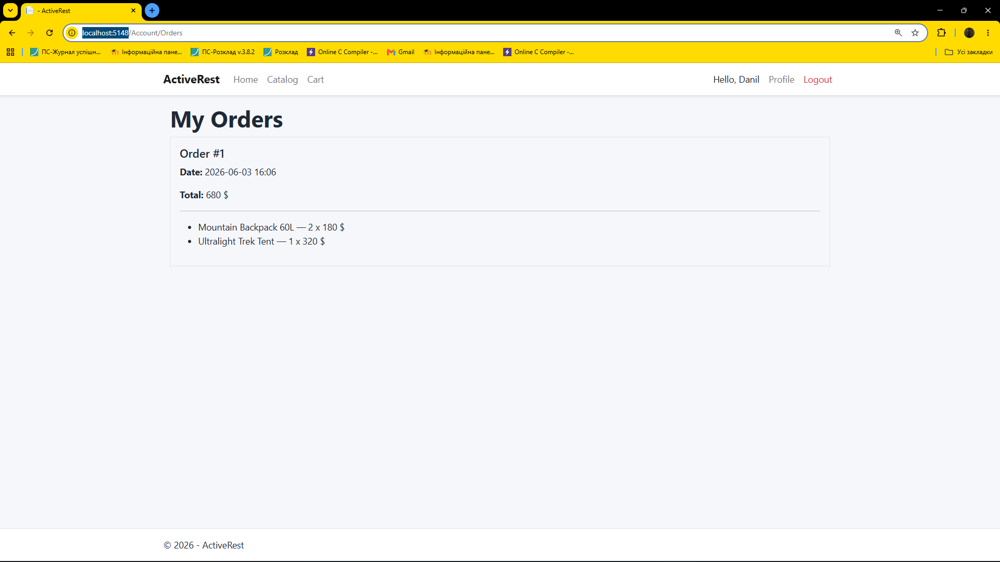 - ActiveRest
localhost:5148/Account/Orders
ПС-Журнал успішн...
Інформаційна пане...
ПС-Розклад v.3.8.2
Розклад
Online C Compiler -...
Gmail
Інформаційна пане...
Online C Compiler -...
Усі закладки
ActiveRest
Home
Catalog
Cart
Hello, Danil
Profile
Logout
My Orders
Order #1
Date: 2026-06-03 16:06
Total: 680 $
• Mountain Backpack 60L — 2 x 180 $
• Ultralight Trek Tent — 1 x 320 $
© 2026 - ActiveRest